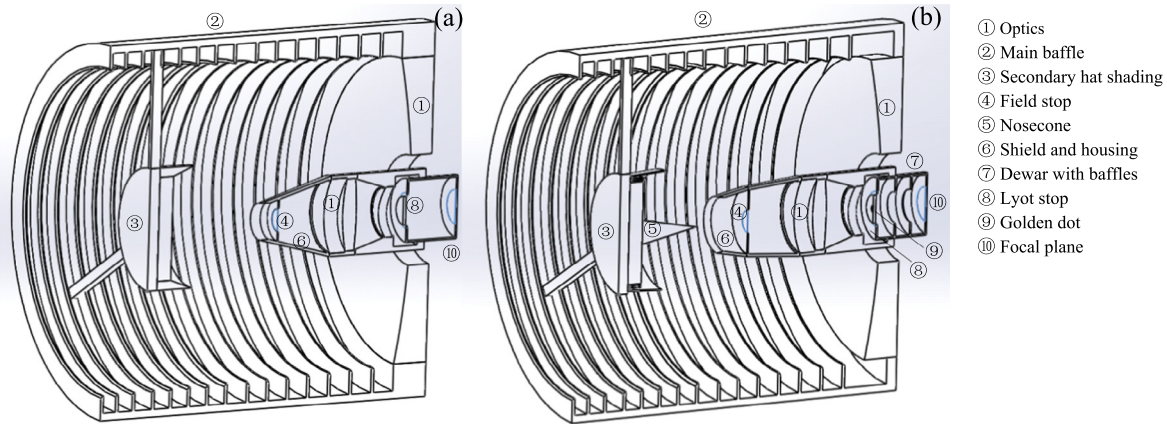 (a)
(b)
②
②
①
①
③
③
④
④
⑤
⑥
⑥
①
①
⑦
⑧
⑧
⑨
⑩
⑩
① Optics
② Main baffle
③ Secondary hat shading
④ Field stop
⑤ Nosecone
⑥ Shield and housing
⑦ Dewar with baffles
⑧ Lyot stop
⑨ Golden dot
⑩ Focal plane